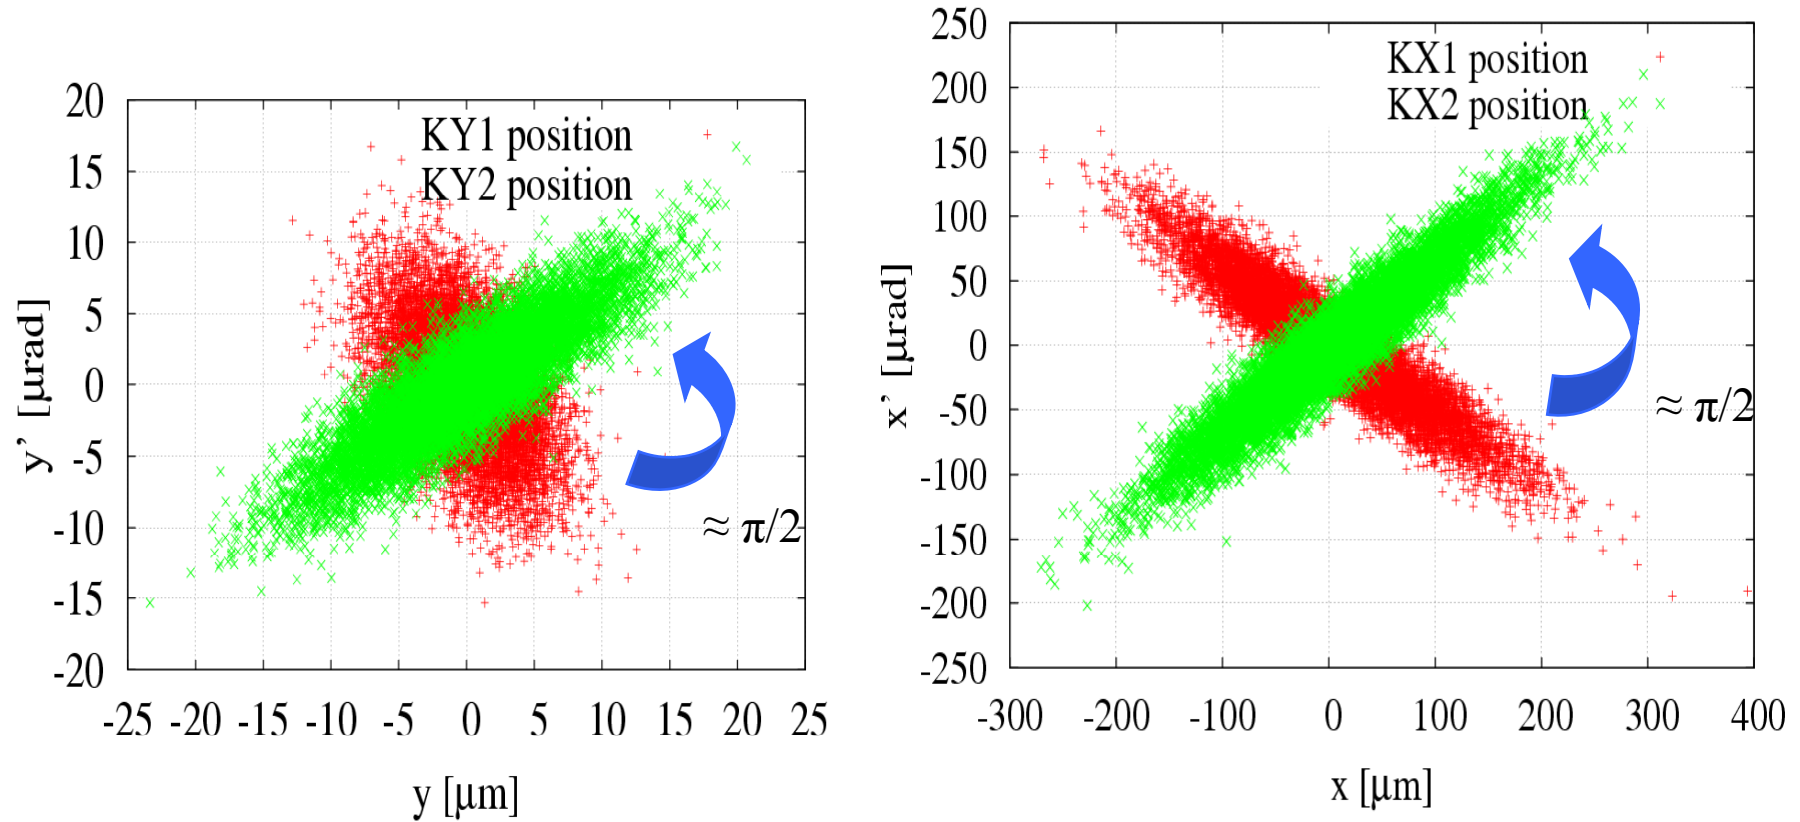 20
15
10
5
0
-5
-10
-15
-20
y' [μrad]
KY1 position
KY2 position
≈ π/2
-25 -20 -15 -10 -5 0 5 10 15 20 25
y [μm]
250
200
150
100
50
0
-50
-100
-150
-200
-250
x' [μrad]
KX1 position
KX2 position
≈ π/2
-300 -200 -100 0 100 200 300 400
x [μm]